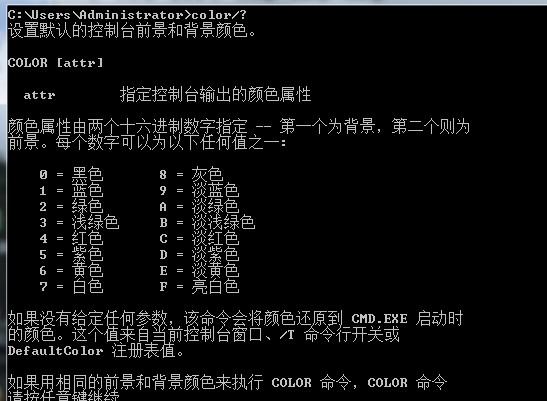 C:\Users\Administrator>color/?
设置默认的控制台前景和背景颜色。
COLOR [attr]
attr 指定控制台输出的颜色属性
颜色属性由两个十六进制数字指定 -- 第一个为背景，第二个则为
前景。每个数字可以为以下任何值之一:
0 = 黑色 8 = 灰色
1 = 蓝色 9 = 淡蓝色
2 = 绿色 A = 淡绿色
3 = 浅绿色 B = 淡浅绿色
4 = 红色 C = 淡红色
5 = 紫色 D = 淡紫色
6 = 黄色 E = 淡黄色
7 = 白色 F = 亮白色
如果没有给定任何参数，该命令会将颜色还原到 CMD.EXE 启动时
的颜色。这个值来自当前控制台窗口、/T 命令行开关或
DefaultColor 注册表值。
如果用相同的前景和背景颜色来执行 COLOR 命令，COLOR 命令
请按任意键继续